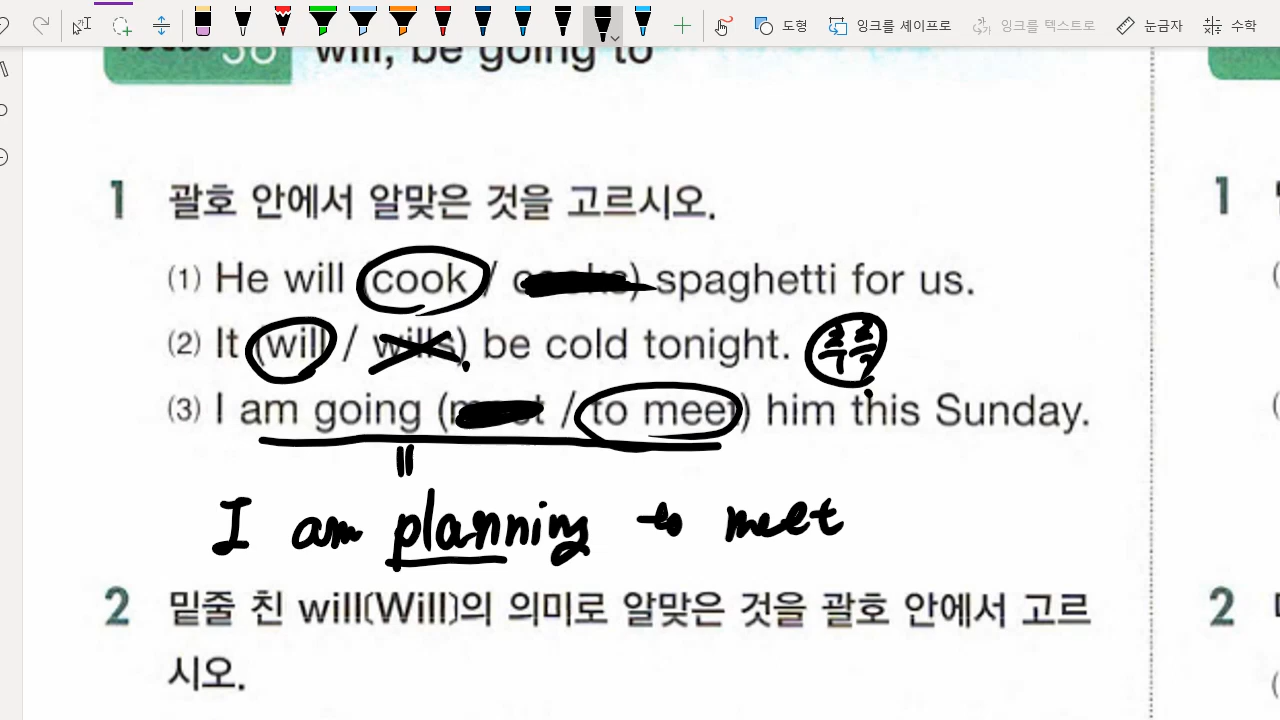 도형 잉크를 셰이프로 잉크를 텍스트로 눈금자 수학
36 will, be going to
1 괄호 안에서 알맞은 것을 고르시오.
(1) He will (cook / cooks) spaghetti for us.
(2) It (will / wills) be cold tonight.
(3) I am going (meet / to meet) him this Sunday.
I am planning to meet
2 밑줄 친 will(Will)의 의미로 알맞은 것을 괄호 안에서 고르
시오.
1
2